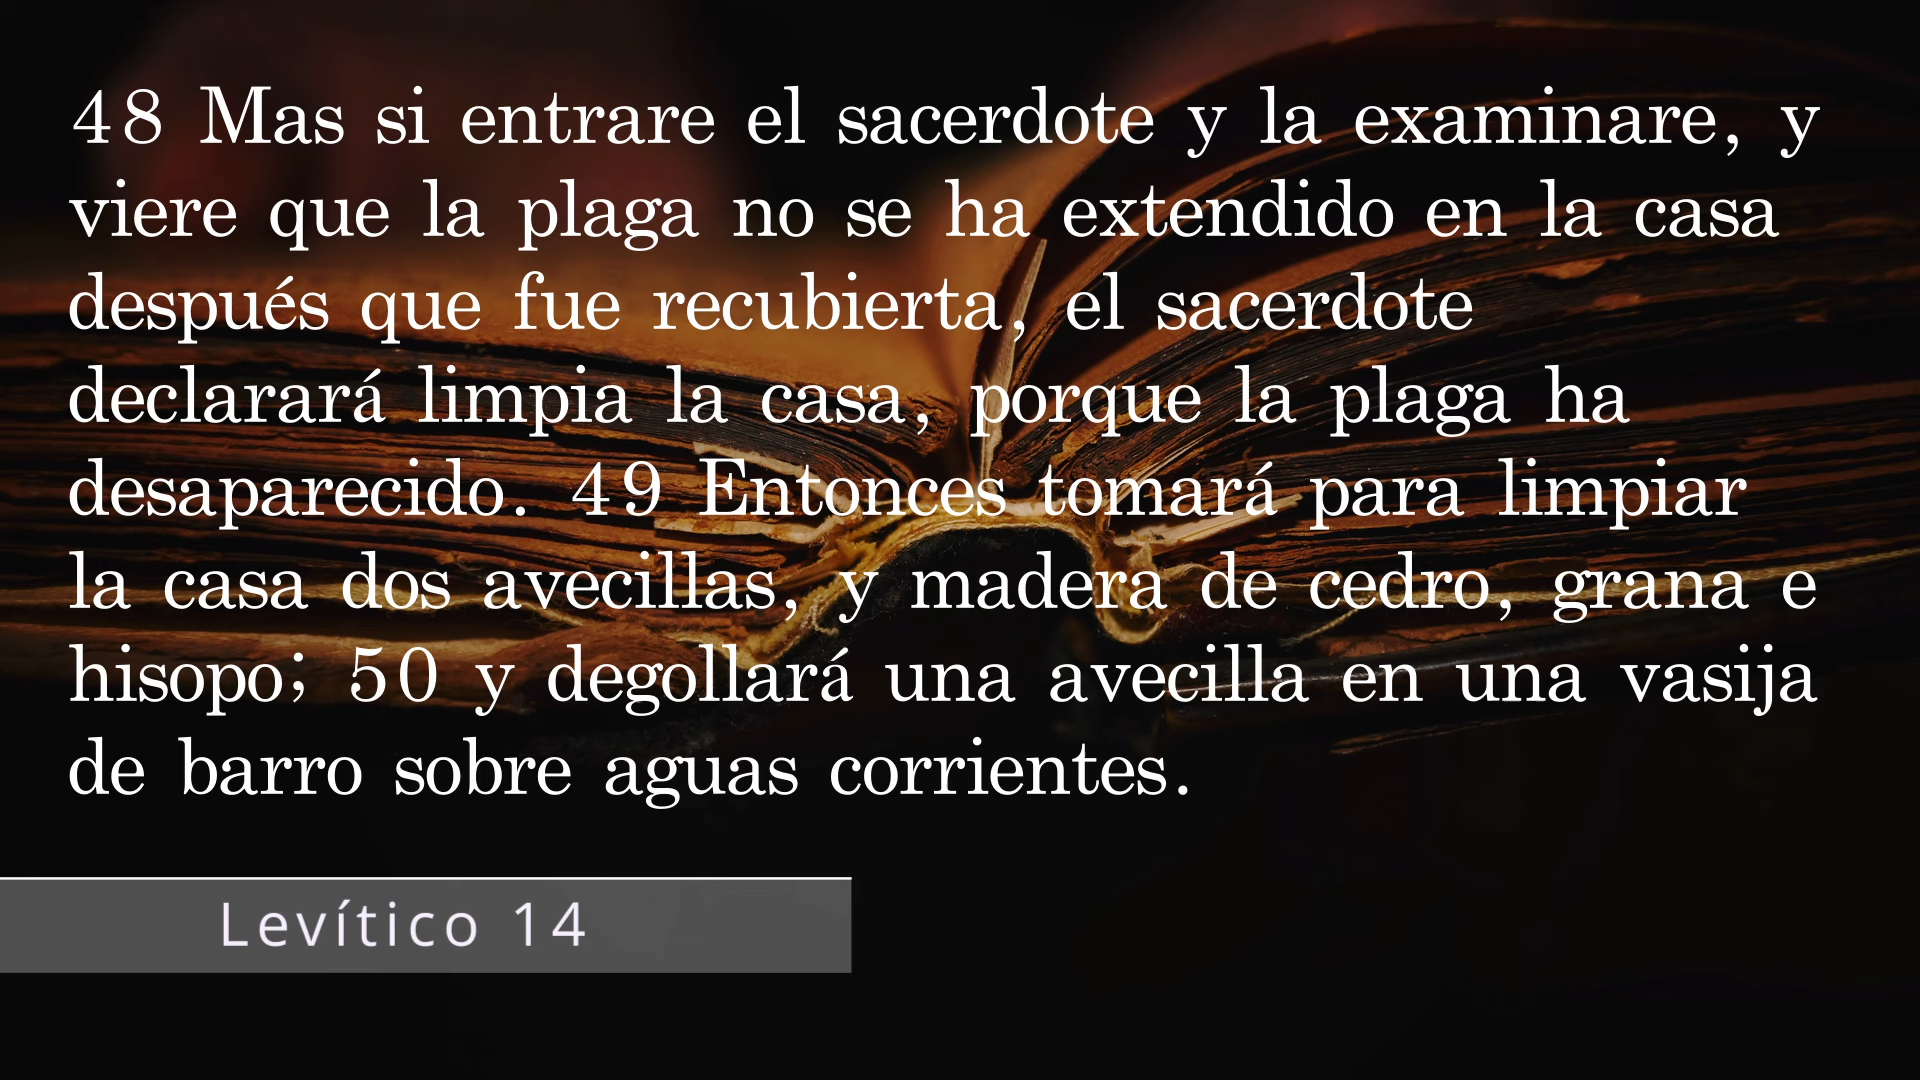 48 Mas si entrare el sacerdote y la examinare, y
viere que la plaga no se ha extendido en la casa
después que fue recubierta, el sacerdote
declarará limpia la casa, porque la plaga ha
desaparecido. 49 Entonces tomará para limpiar
la casa dos avecillas, y madera de cedro, grana e
hisopo; 50 y degollará una avecilla en una vasija
de barro sobre aguas corrientes.
Levítico 14